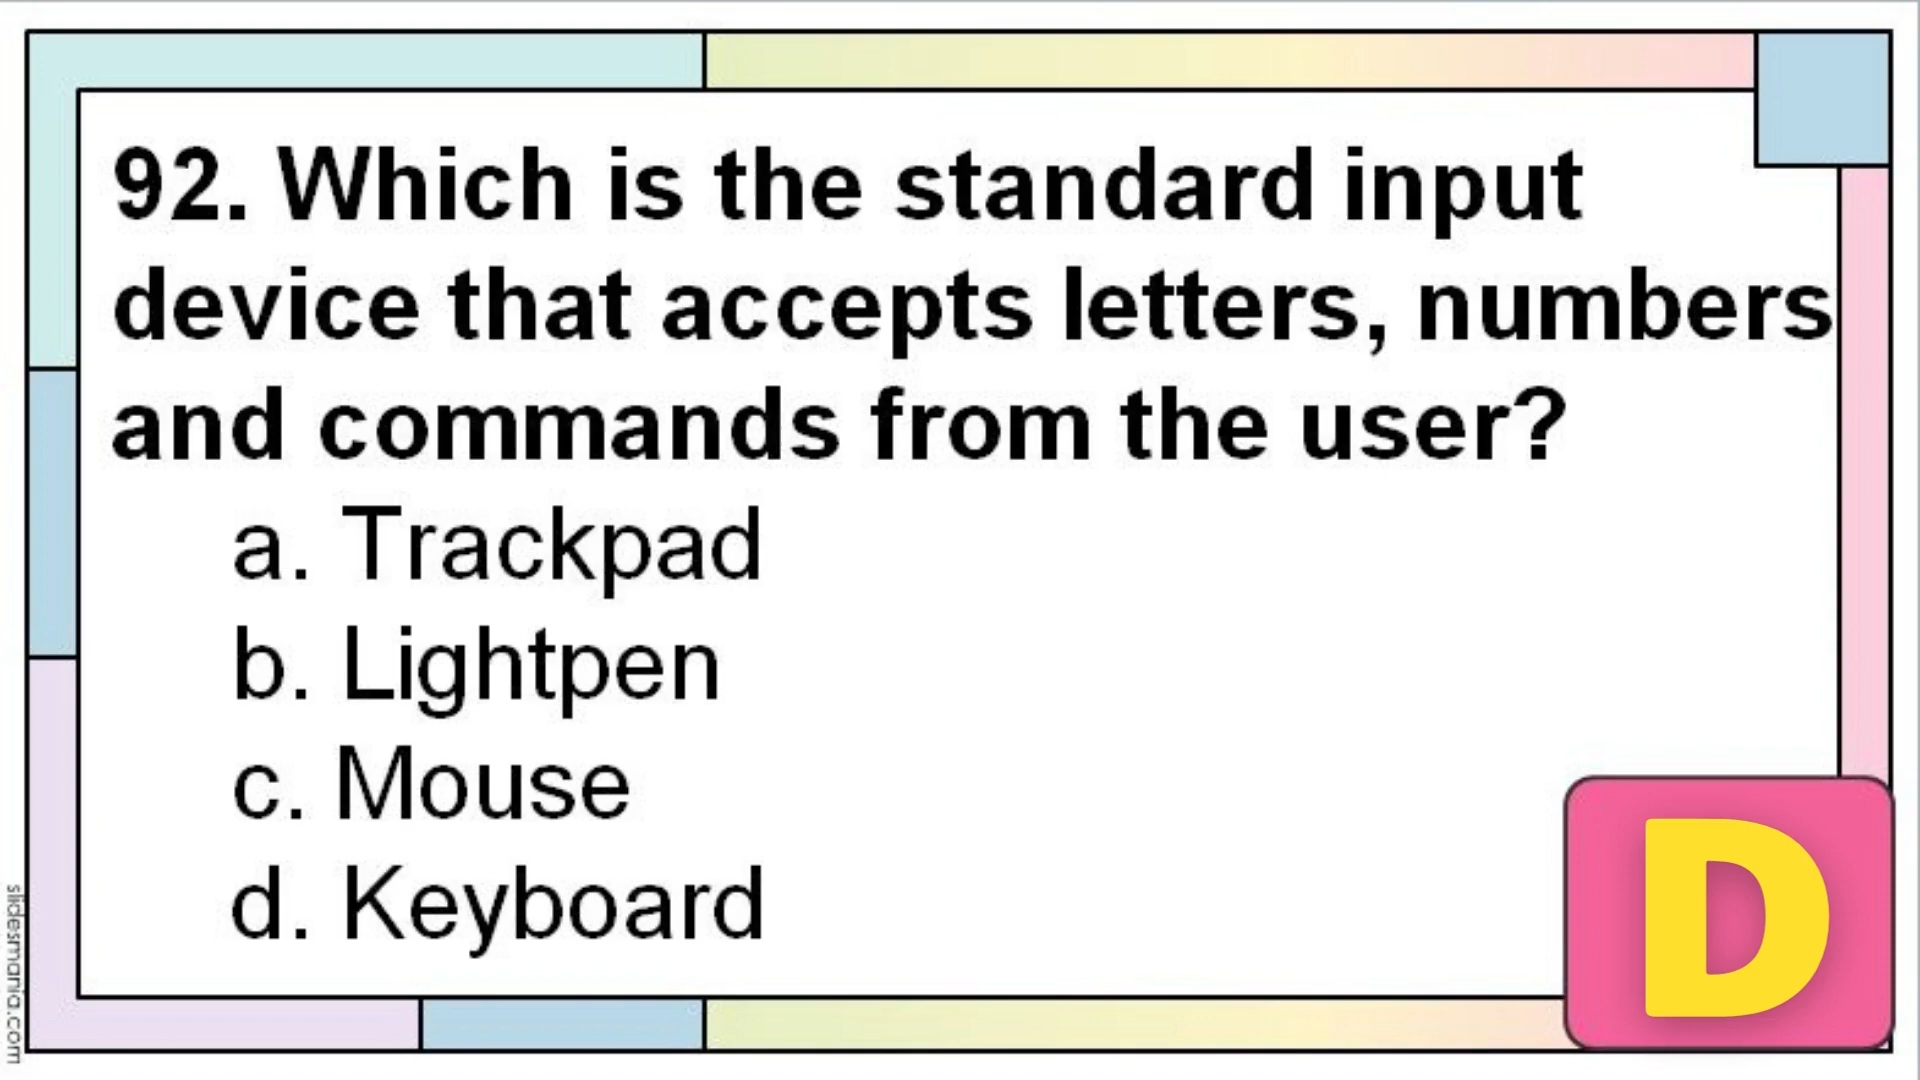 92. Which is the standard input
device that accepts letters, numbers
and commands from the user?
a. Trackpad
b. Lightpen
c. Mouse
d. Keyboard
D
slidesmania.com